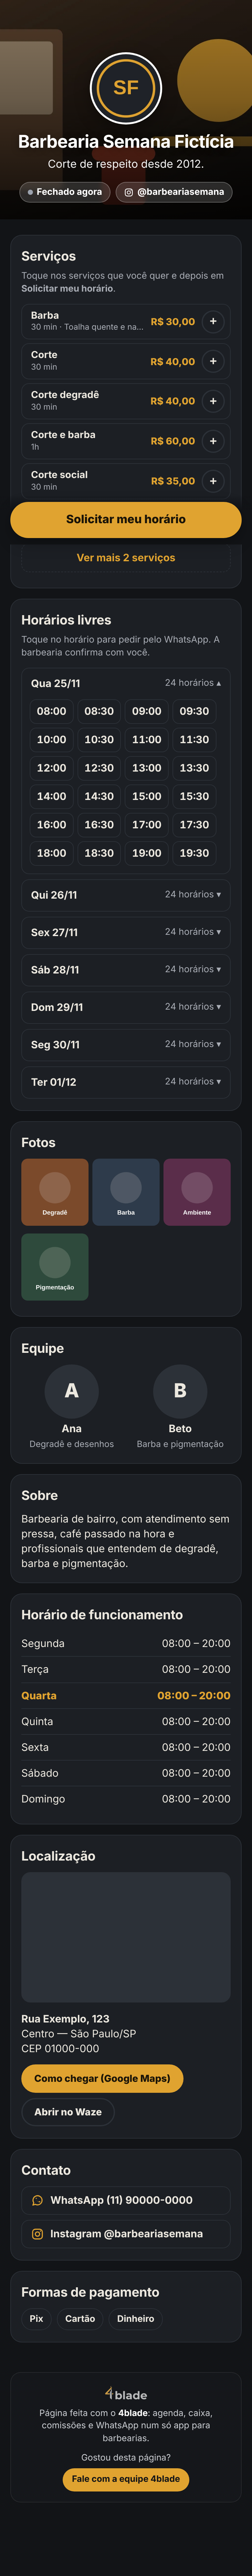 SF
Barbearia Semana Fictícia
Corte de respeito desde 2012.
Fechado agora
@barbeariasemana
Serviços
Toque nos serviços que você quer e depois em
Solicitar meu horário.
Barba
30 min · Toalha quente e na...
R$ 30,00
+
Corte
30 min
R$ 40,00
+
Corte degradê
30 min
R$ 40,00
+
Corte e barba
1h
R$ 60,00
+
Corte social
30 min
R$ 35,00
+
Solicitar meu horário
Ver mais 2 serviços
Horários livres
Toque no horário para pedir pelo WhatsApp. A
barbearia confirma com você.
Qua 25/11 24 horários ▴
08:00 08:30 09:00 09:30
10:00 10:30 11:00 11:30
12:00 12:30 13:00 13:30
14:00 14:30 15:00 15:30
16:00 16:30 17:00 17:30
18:00 18:30 19:00 19:30
Qui 26/11 24 horários ▾
Sex 27/11 24 horários ▾
Sáb 28/11 24 horários ▾
Dom 29/11 24 horários ▾
Seg 30/11 24 horários ▾
Ter 01/12 24 horários ▾
Fotos
Degradê
Barba
Ambiente
Pigmentação
Equipe
A
Ana
Degradê e desenhos
B
Beto
Barba e pigmentação
Sobre
Barbearia de bairro, com atendimento sem
pressa, café passado na hora e
profissionais que entendem de degradê,
barba e pigmentação.
Horário de funcionamento
Segunda 08:00 – 20:00
Terça 08:00 – 20:00
Quarta 08:00 – 20:00
Quinta 08:00 – 20:00
Sexta 08:00 – 20:00
Sábado 08:00 – 20:00
Domingo 08:00 – 20:00
Localização
Rua Exemplo, 123
Centro — São Paulo/SP
CEP 01000-000
Como chegar (Google Maps)
Abrir no Waze
Contato
WhatsApp (11) 90000-0000
Instagram @barbeariasemana
Formas de pagamento
Pix Cartão Dinheiro
4blade
Página feita com o 4blade: agenda, caixa,
comissões e WhatsApp num só app para
barbearias.
Gostou desta página?
Fale com a equipe 4blade